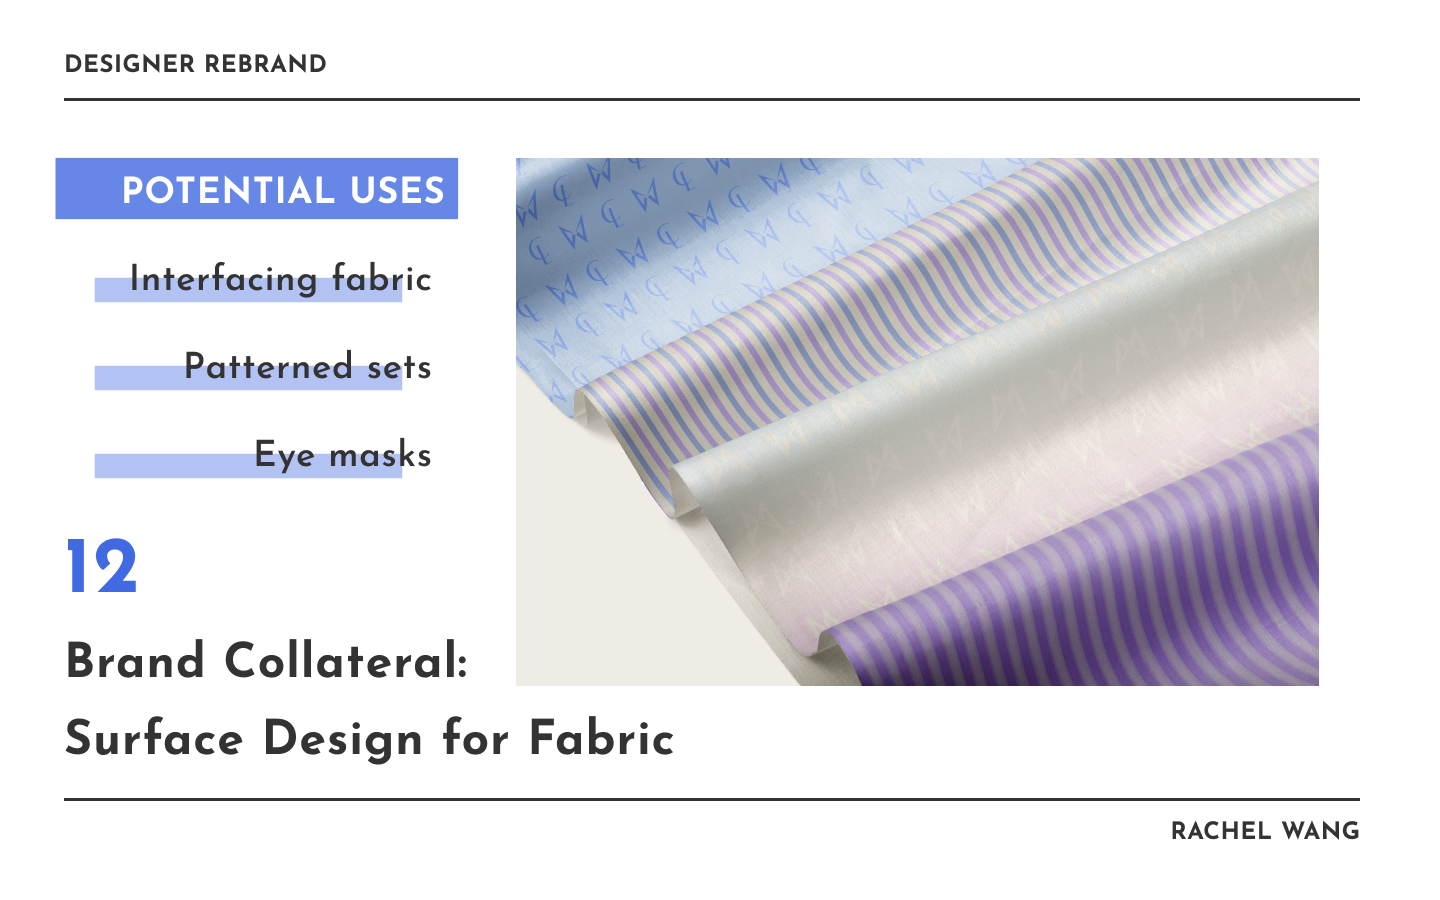 DESIGNER REBRAND
POTENTIAL USES
Interfacing fabric
Patterned sets
Eye masks
12
Brand Collateral:
Surface Design for Fabric
RACHEL WANG